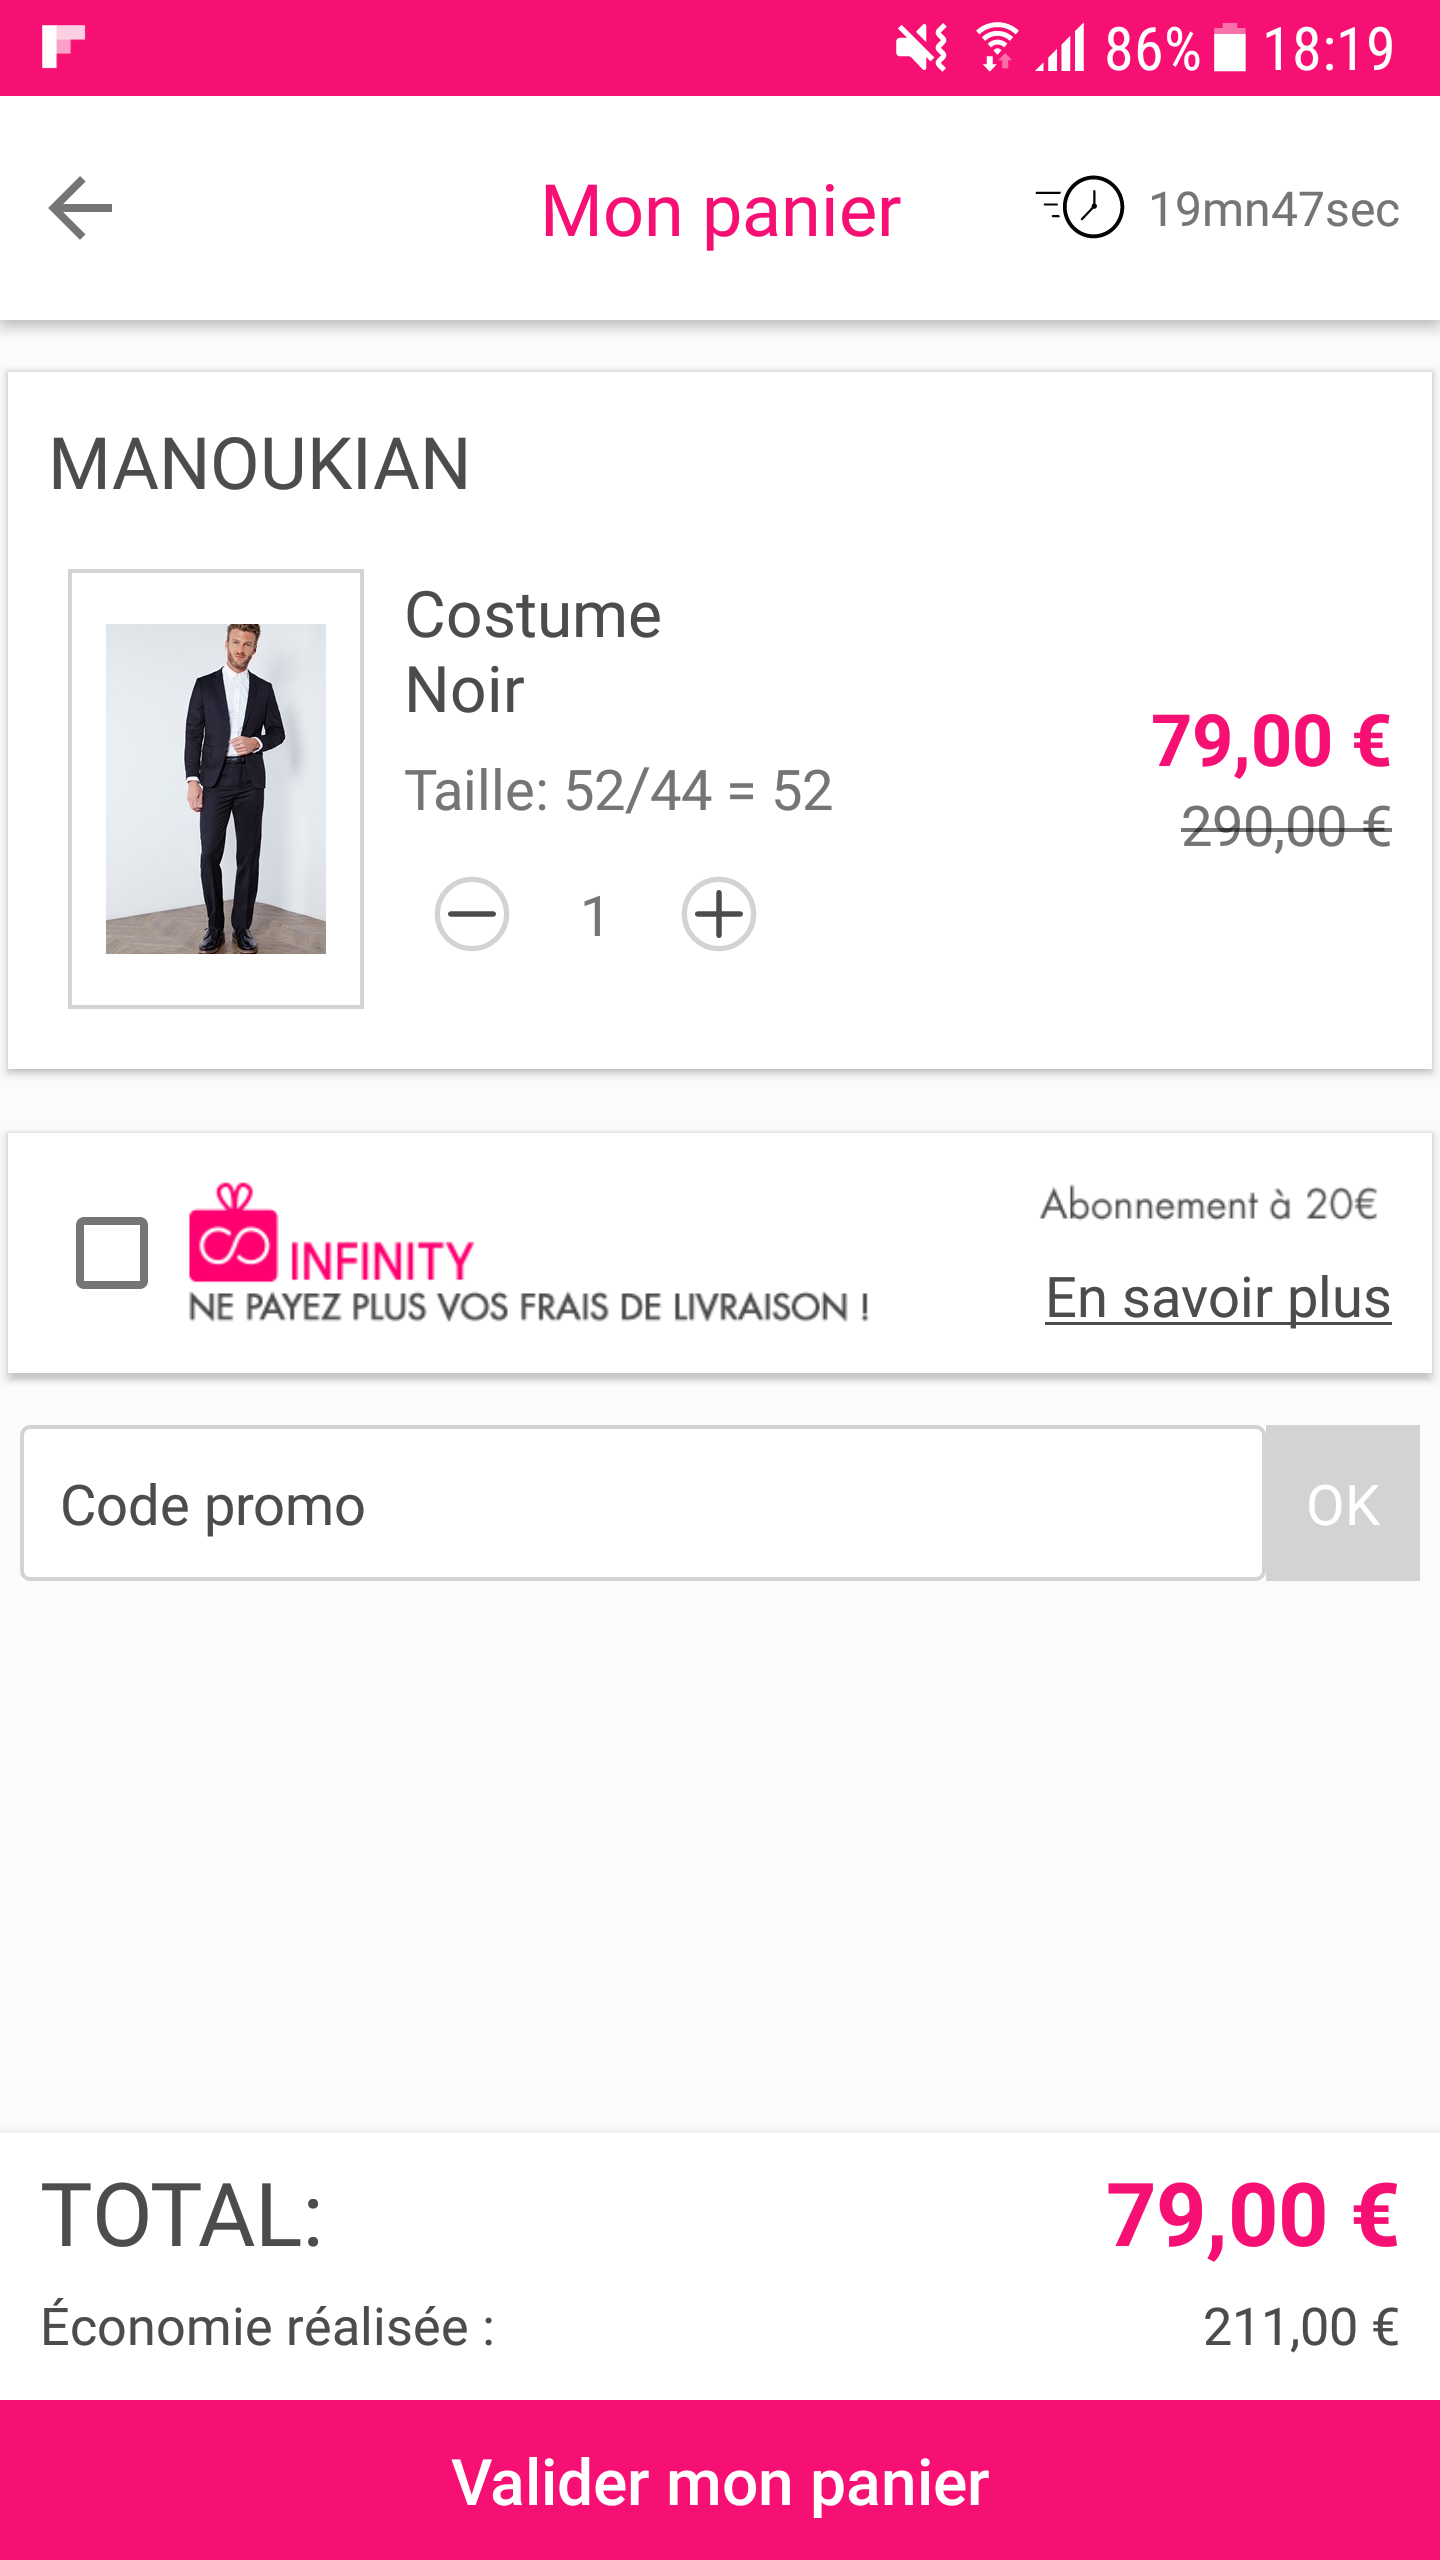 86% 18:19
Mon panier
19mn47sec
MANOUKIAN
Costume
Noir
Taille: 52/44 = 52
79,00 €
290,00 €
1
INFINITY
NE PAYEZ PLUS VOS FRAIS DE LIVRAISON !
Abonnement à 20€
En savoir plus
Code promo
OK
TOTAL:
79,00 €
Économie réalisée :
211,00 €
Valider mon panier